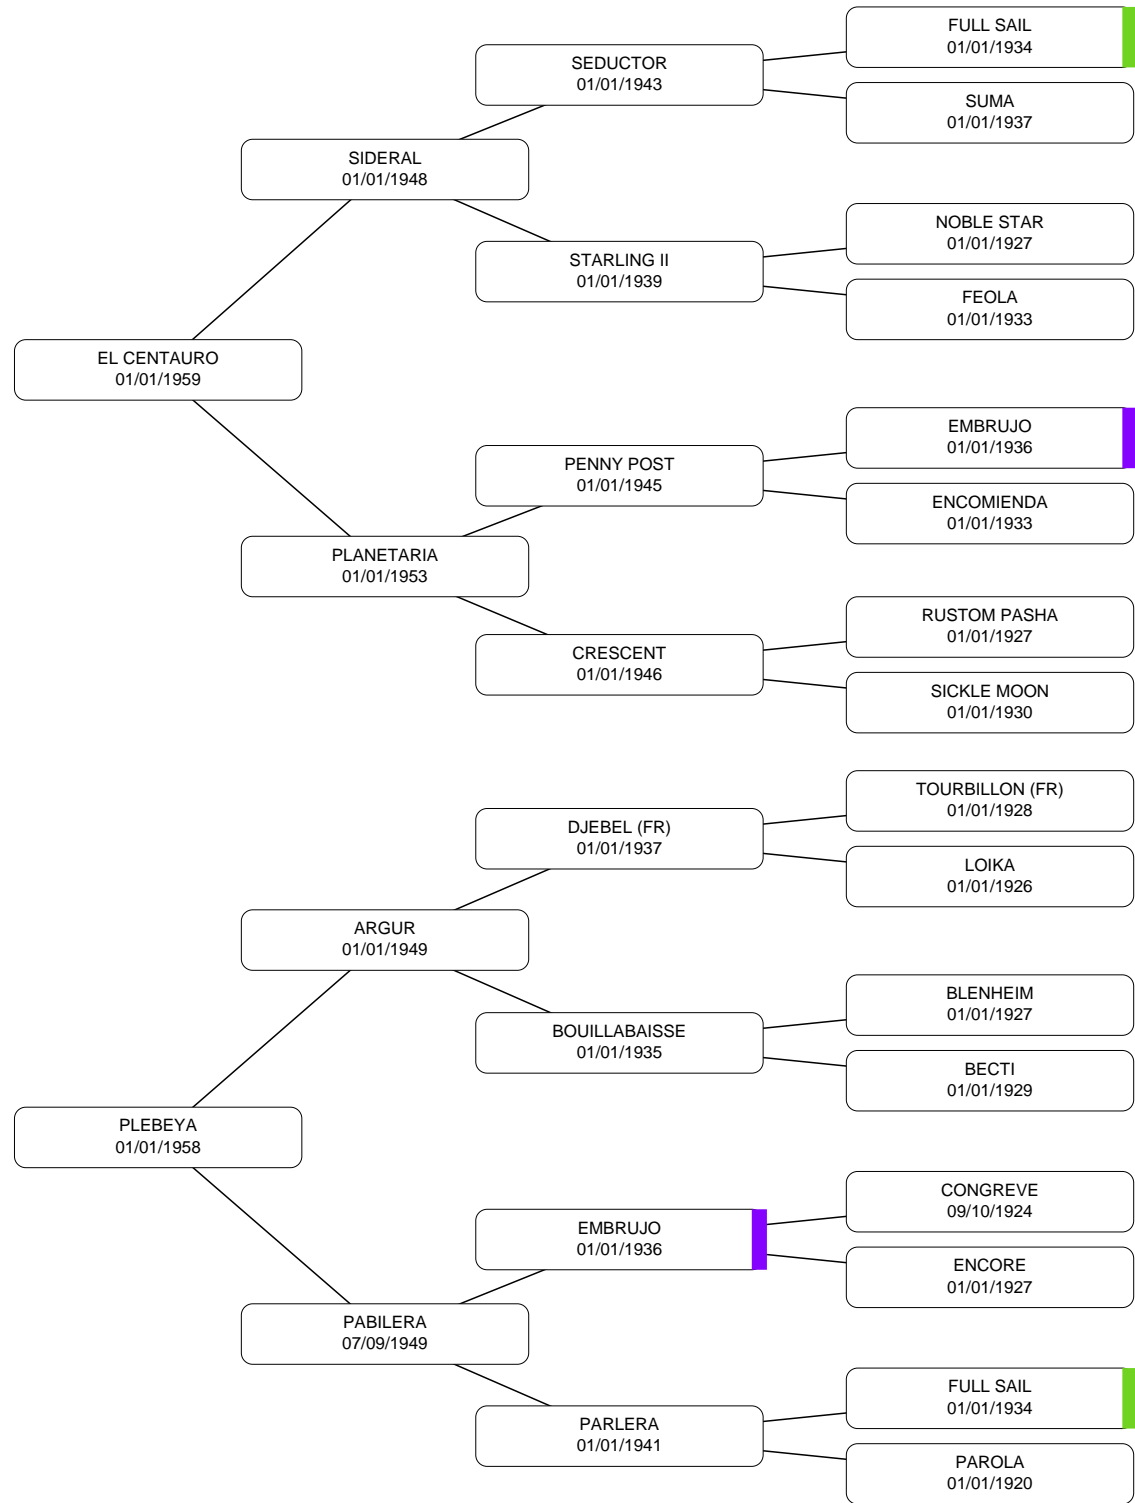 FULL SAIL
01/01/1934
SEDUCTOR
01/01/1943
SUMA
01/01/1937
SIDERAL
01/01/1948
NOBLE STAR
01/01/1927
STARLING II
01/01/1939
FEOLA
01/01/1933
EL CENTAURO
01/01/1959
EMBRUJO
01/01/1936
PENNY POST
01/01/1945
ENCOMIENDA
01/01/1933
PLANETARIA
01/01/1953
RUSTOM PASHA
01/01/1927
CRESCENT
01/01/1946
SICKLE MOON
01/01/1930
TOURBILLON (FR)
01/01/1928
DJEBEL (FR)
01/01/1937
LOIKA
01/01/1926
ARGUR
01/01/1949
BLENHEIM
01/01/1927
BOUILLABAISSE
01/01/1935
BECTI
01/01/1929
PLEBEYA
01/01/1958
CONGREVE
09/10/1924
EMBRUJO
01/01/1936
ENCORE
01/01/1927
PABILERA
07/09/1949
FULL SAIL
01/01/1934
PARLERA
01/01/1941
PAROLA
01/01/1920